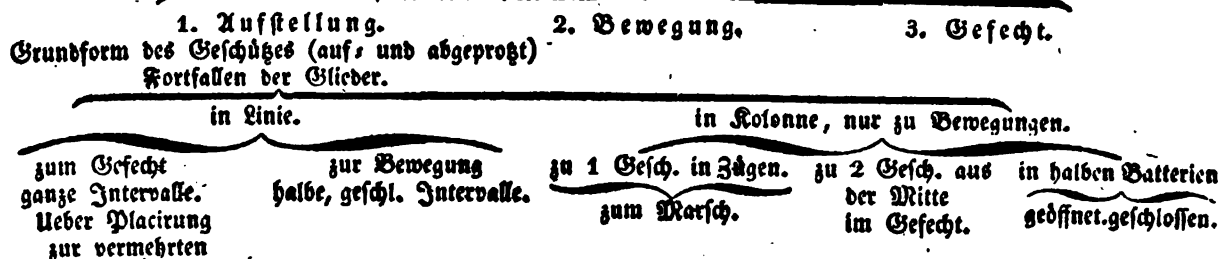 1. Aufstellung. 2. Bewegung. 3. Gefecht.
Grundform des Geschützes (auf- und abgeprotzt)
Fortfallen der Glieder.
in Linie. in Kolonne, nur zu Bewegungen.
zum Gefecht zur Bewegung zu 1 Gesch. in Zügen. zu 2 Gesch. aus in halben Batterien
ganze Intervalle. halbe, geschl. Intervalle. der Mitte
zum Marsch. geöffnet. geschlossen.
Ueber Placirung im Gefecht.
zur vermehrten